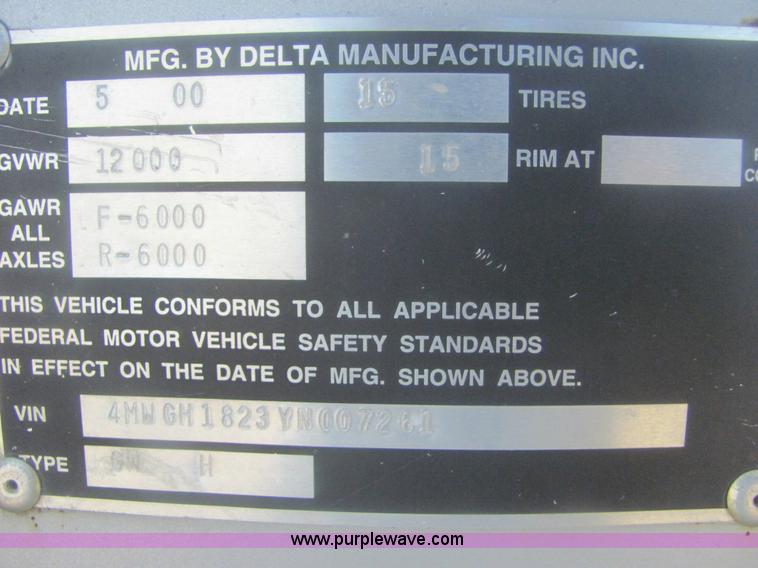 MFG. BY DELTA MANUFACTURING INC.
DATE 5 00 15 TIRES
GVWR 12000 15 RIM AT
GAWR F-6000
ALL
AXLES R-6000
THIS VEHICLE CONFORMS TO ALL APPLICABLE
FEDERAL MOTOR VEHICLE SAFETY STANDARDS
IN EFFECT ON THE DATE OF MFG. SHOWN ABOVE.
VIN 4MWGH1823YN007261
TYPE GN H
www.purplewave.com